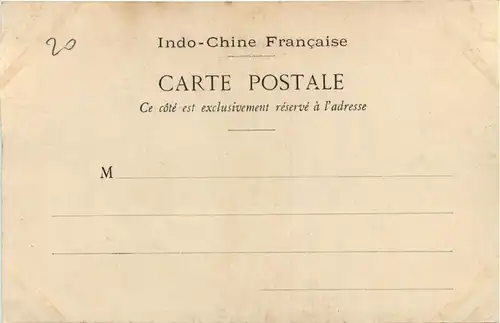 20
Indo-Chine Française
CARTE POSTALE
Ce côté est exclusivement réservé à l'adresse
M